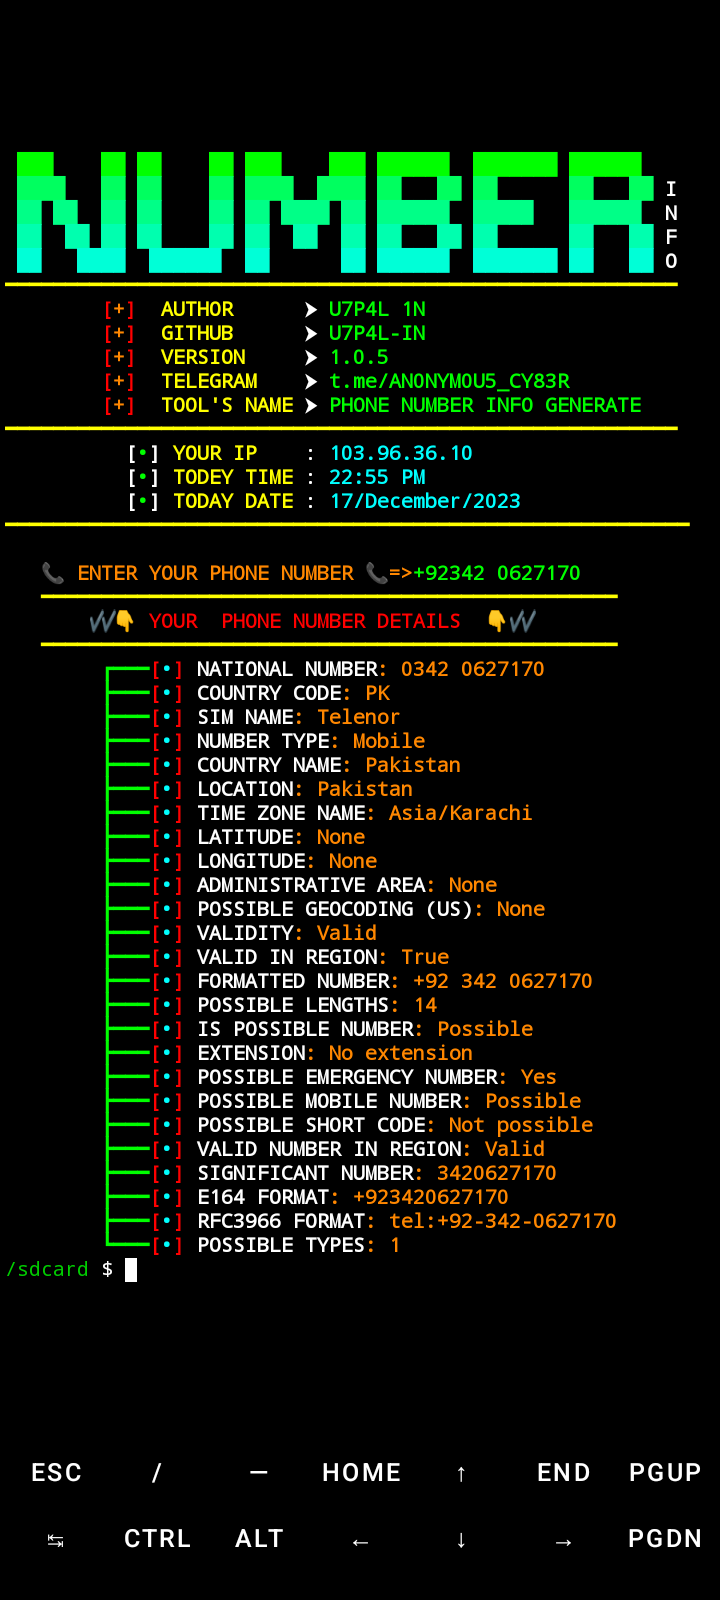 NUMBER
INFO
[+] AUTHOR ➤ U7P4L 1N
[+] GITHUB ➤ U7P4L-IN
[+] VERSION ➤ 1.0.5
[+] TELEGRAM ➤ t.me/AN0NYM0U5_CY83R
[+] TOOL'S NAME ➤ PHONE NUMBER INFO GENERATE
[•] YOUR IP : 103.96.36.10
[•] TODEY TIME : 22:55 PM
[•] TODAY DATE : 17/December/2023
📞 ENTER YOUR PHONE NUMBER 📞=>+92342 0627170
YOUR PHONE NUMBER DETAILS
[•] NATIONAL NUMBER: 0342 0627170
[•] COUNTRY CODE: PK
[•] SIM NAME: Telenor
[•] NUMBER TYPE: Mobile
[•] COUNTRY NAME: Pakistan
[•] LOCATION: Pakistan
[•] TIME ZONE NAME: Asia/Karachi
[•] LATITUDE: None
[•] LONGITUDE: None
[•] ADMINISTRATIVE AREA: None
[•] POSSIBLE GEOCODING (US): None
[•] VALIDITY: Valid
[•] VALID IN REGION: True
[•] FORMATTED NUMBER: +92 342 0627170
[•] POSSIBLE LENGTHS: 14
[•] IS POSSIBLE NUMBER: Possible
[•] EXTENSION: No extension
[•] POSSIBLE EMERGENCY NUMBER: Yes
[•] POSSIBLE MOBILE NUMBER: Possible
[•] POSSIBLE SHORT CODE: Not possible
[•] VALID NUMBER IN REGION: Valid
[•] SIGNIFICANT NUMBER: 3420627170
[•] E164 FORMAT: +923420627170
[•] RFC3966 FORMAT: tel:+92-342-0627170
[•] POSSIBLE TYPES: 1
/sdcard $
ESC / — HOME ↑ END PGUP
↹ CTRL ALT ← ↓ → PGDN